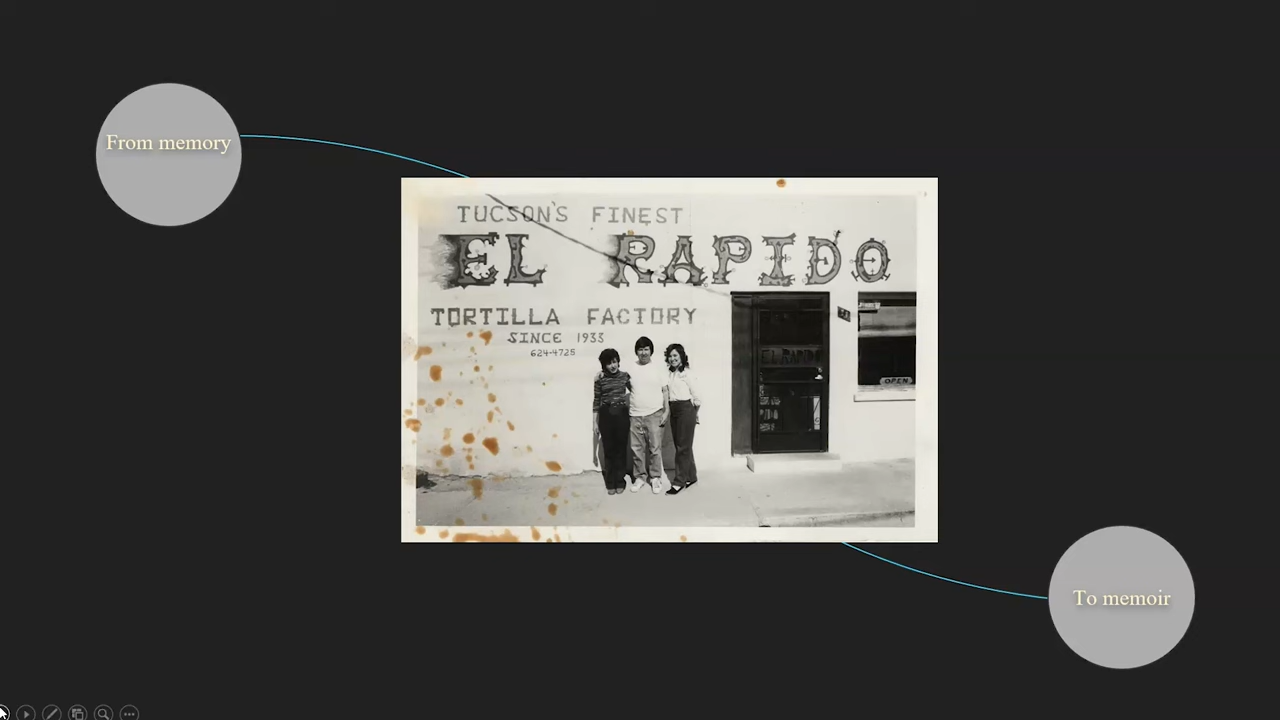 From memory
TUCSON'S FINEST
EL RAPIDO
TORTILLA FACTORY
SINCE 1933
624-4725
EL RAPIDO
OPEN
To memoir